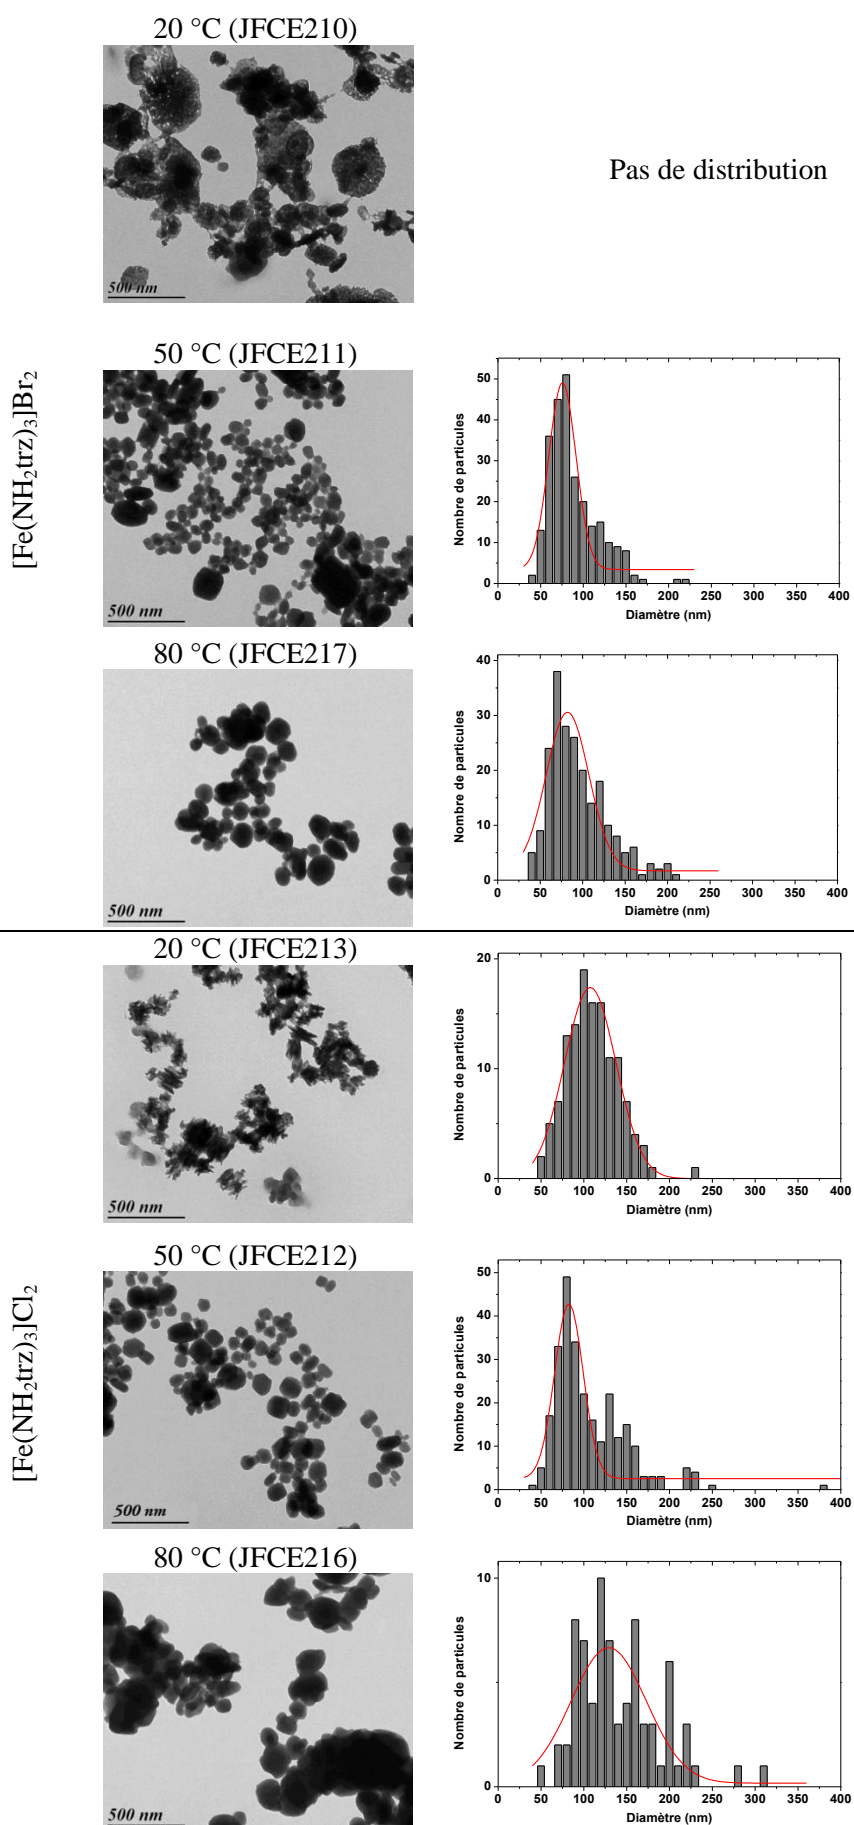 20 °C (JFCE210)
500 nm
Pas de distribution
[Fe(NH₂trz)₃]Br₂
50 °C (JFCE211)
500 nm
Nombre de particules
50
40
30
20
10
0
0 50 100 150 200 250 300 350 400
Diamètre (nm)
80 °C (JFCE217)
500 nm
Nombre de particules
40
30
20
10
0
0 50 100 150 200 250 300 350 400
Diamètre (nm)
20 °C (JFCE213)
500 nm
Nombre de particules
20
10
0
0 50 100 150 200 250 300 350 400
Diamètre (nm)
[Fe(NH₂trz)₃]Cl₂
50 °C (JFCE212)
500 nm
Nombre de particules
50
40
30
20
10
0
0 50 100 150 200 250 300 350 400
Diamètre (nm)
80 °C (JFCE216)
500 nm
Nombre de particules
10
0
0 50 100 150 200 250 300 350 400
Diamètre (nm)